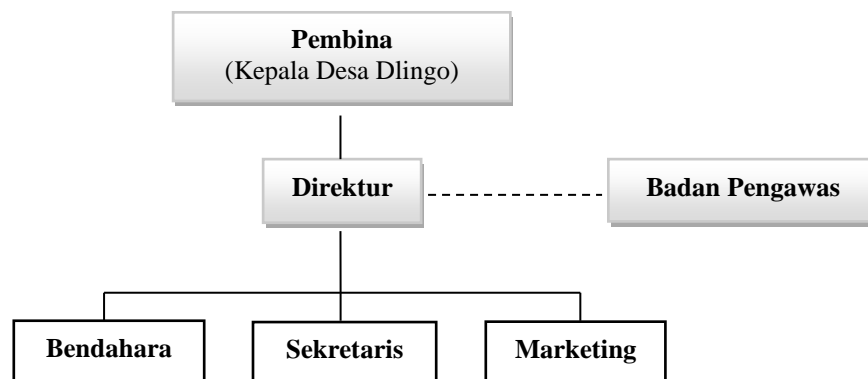 Pembina
(Kepala Desa Dlingo)
Direktur
Badan Pengawas
Bendahara
Sekretaris
Marketing